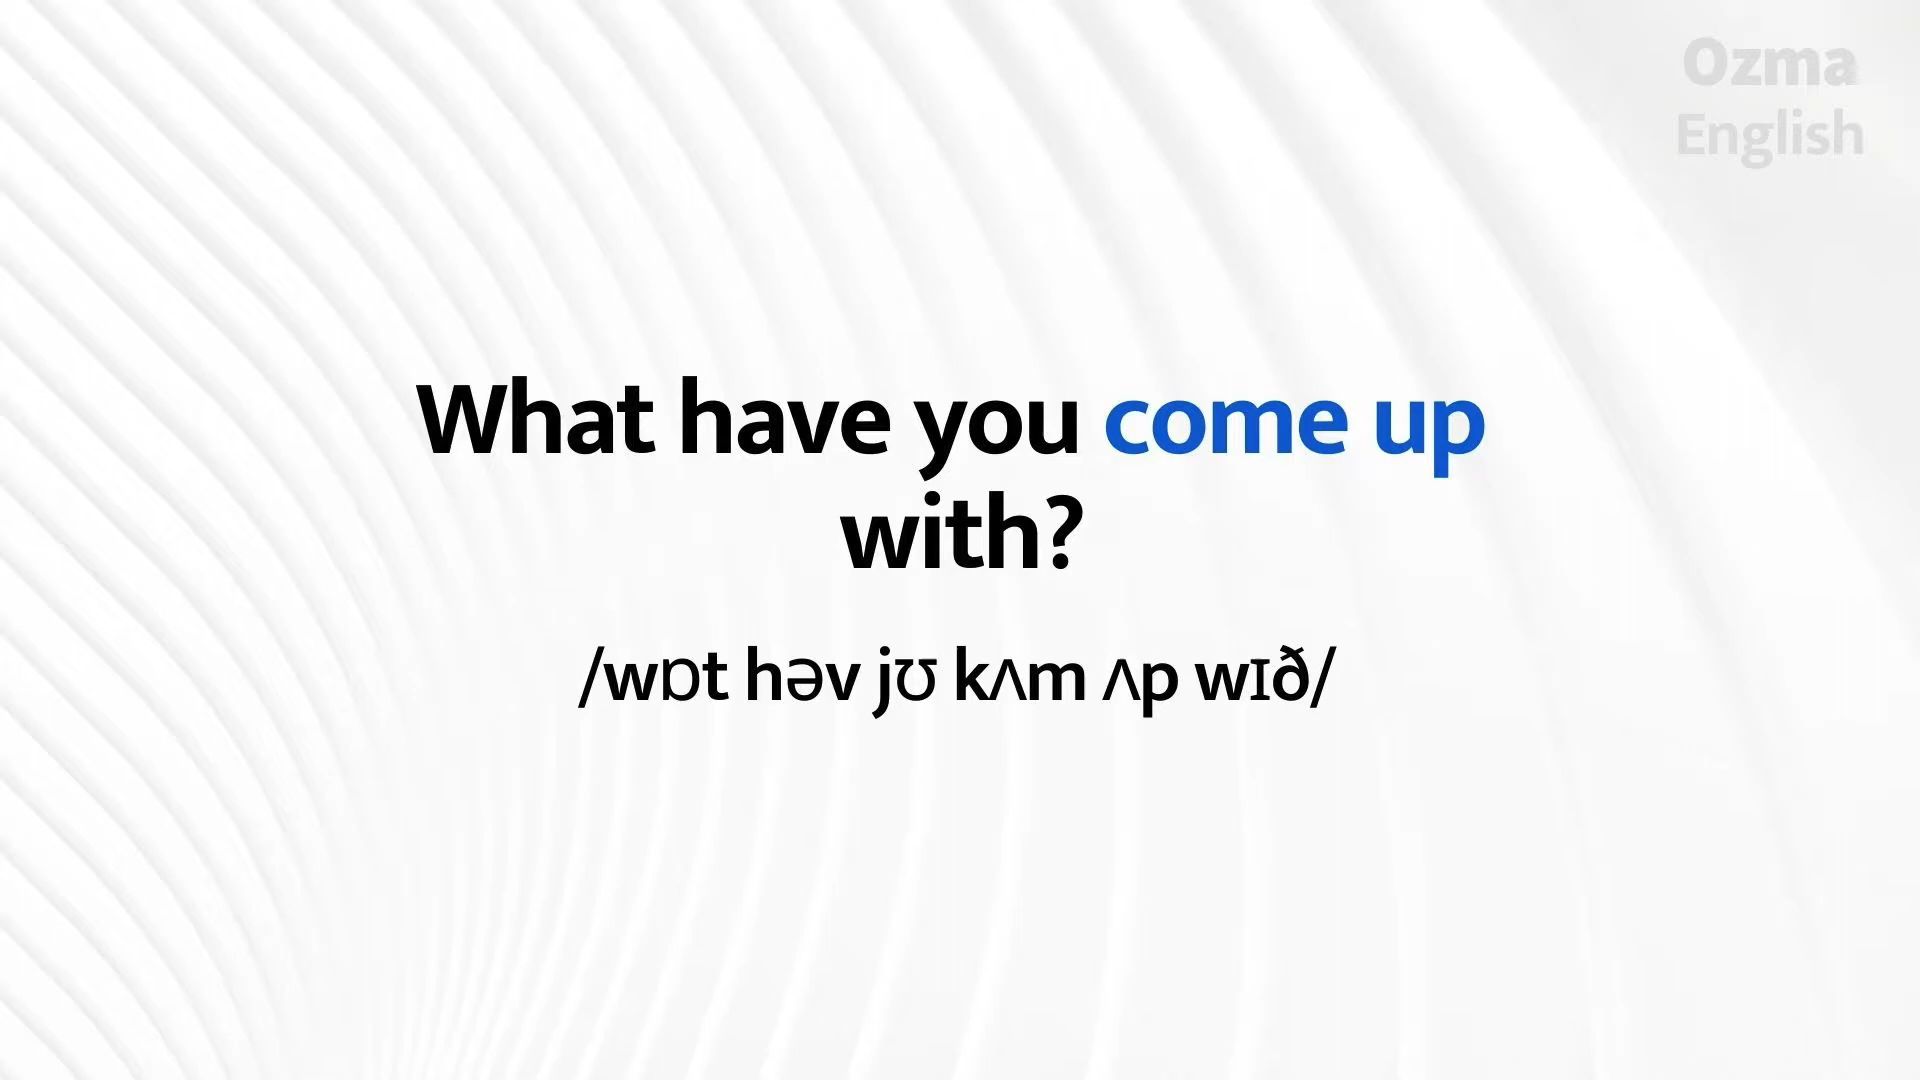 Ozma
English
What have you come up
with?
/wɒt həv jʊ kʌm ʌp wɪð/